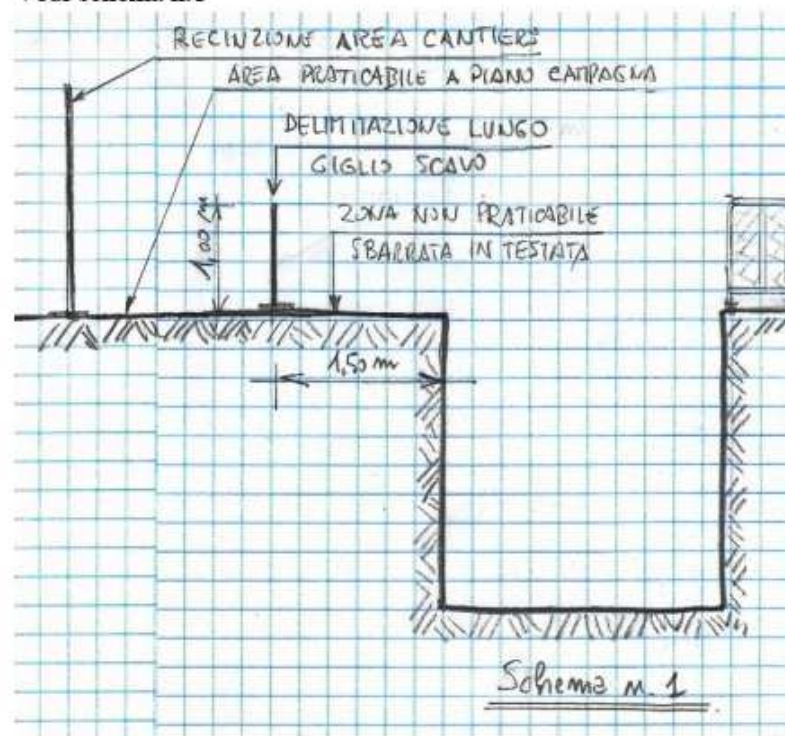 RECINZIONE AREA CANTIERE
AREA PRATICABILE A PIANO CAMPAGNA
DELIMITAZIONE LUNGO
CIGLIO SCAVO
ZONA NON PRATICABILE
SBARRATA IN TESTATA
1,00 m
1,50 m
Schema n. 1